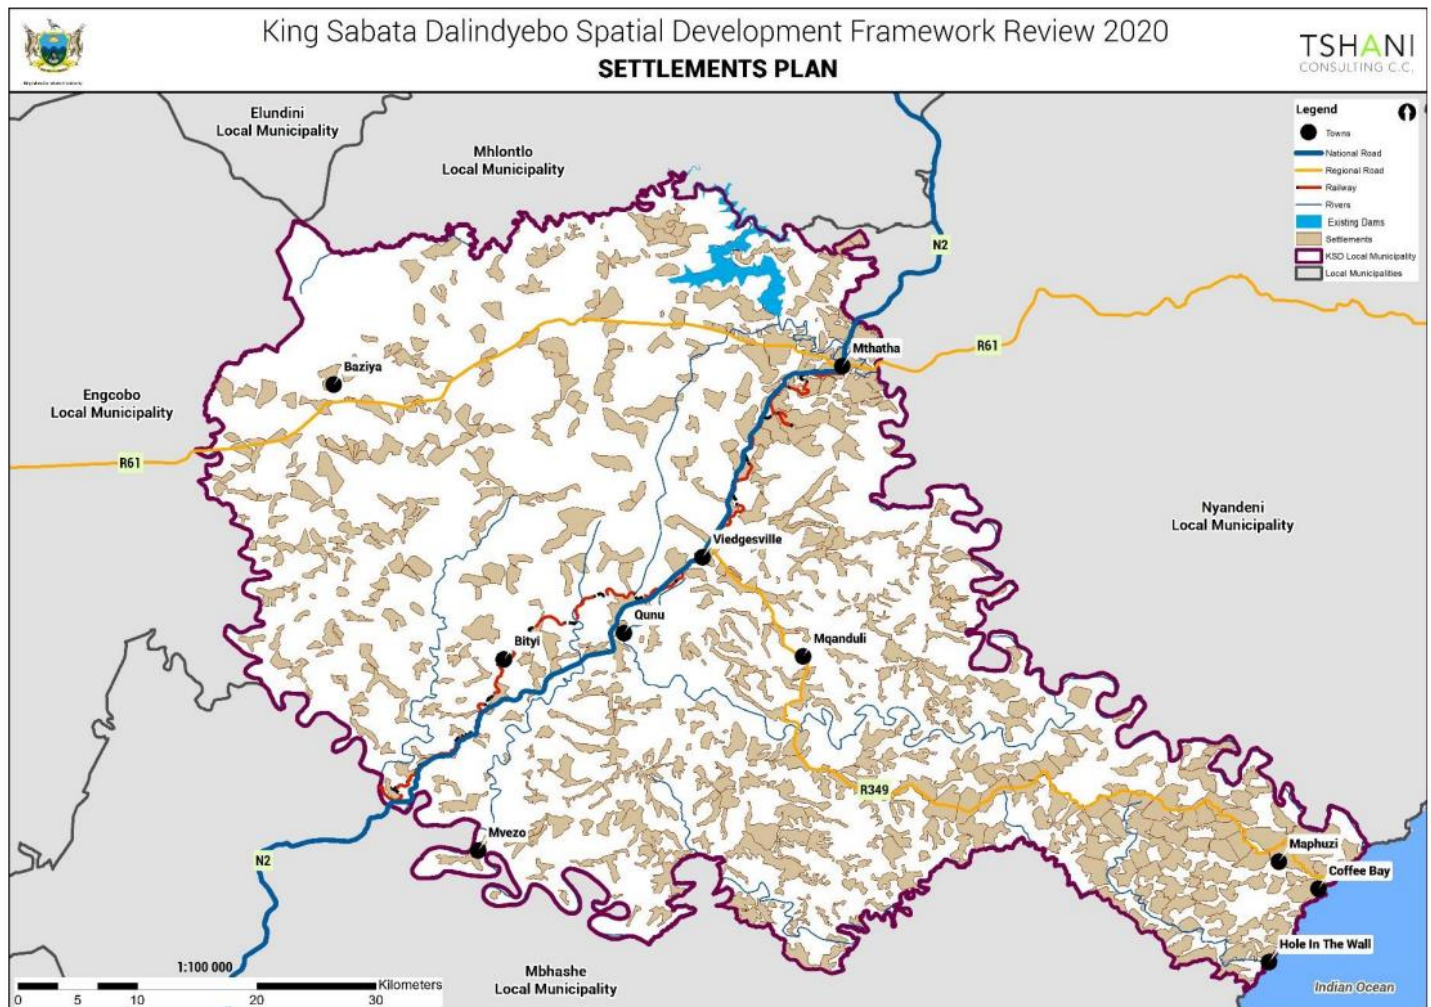 King Sabata Dalindyebo Spatial Development Framework Review 2020
SETTLEMENTS PLAN
TSHANI
CONSULTING C.C.
Elundini
Local Municipality
Mhlontlo
Local Municipality
Legend
Towns
National Road
Regional Road
Railway
Rivers
Existing Dams
Settlements
KSD Local Municipality
Local Municipalities
N2
R61
Mthatha
Baziya
Engcobo
Local Municipality
R61
Nyandeni
Local Municipality
Viedgesville
Qunu
Bityi
Mqanduli
R349
Mvezo
N2
Maphuzi
Coffee Bay
Hole In The Wall
1:100 000
Kilometers
0 5 10 20 30
Mbhashe
Local Municipality
Indian Ocean